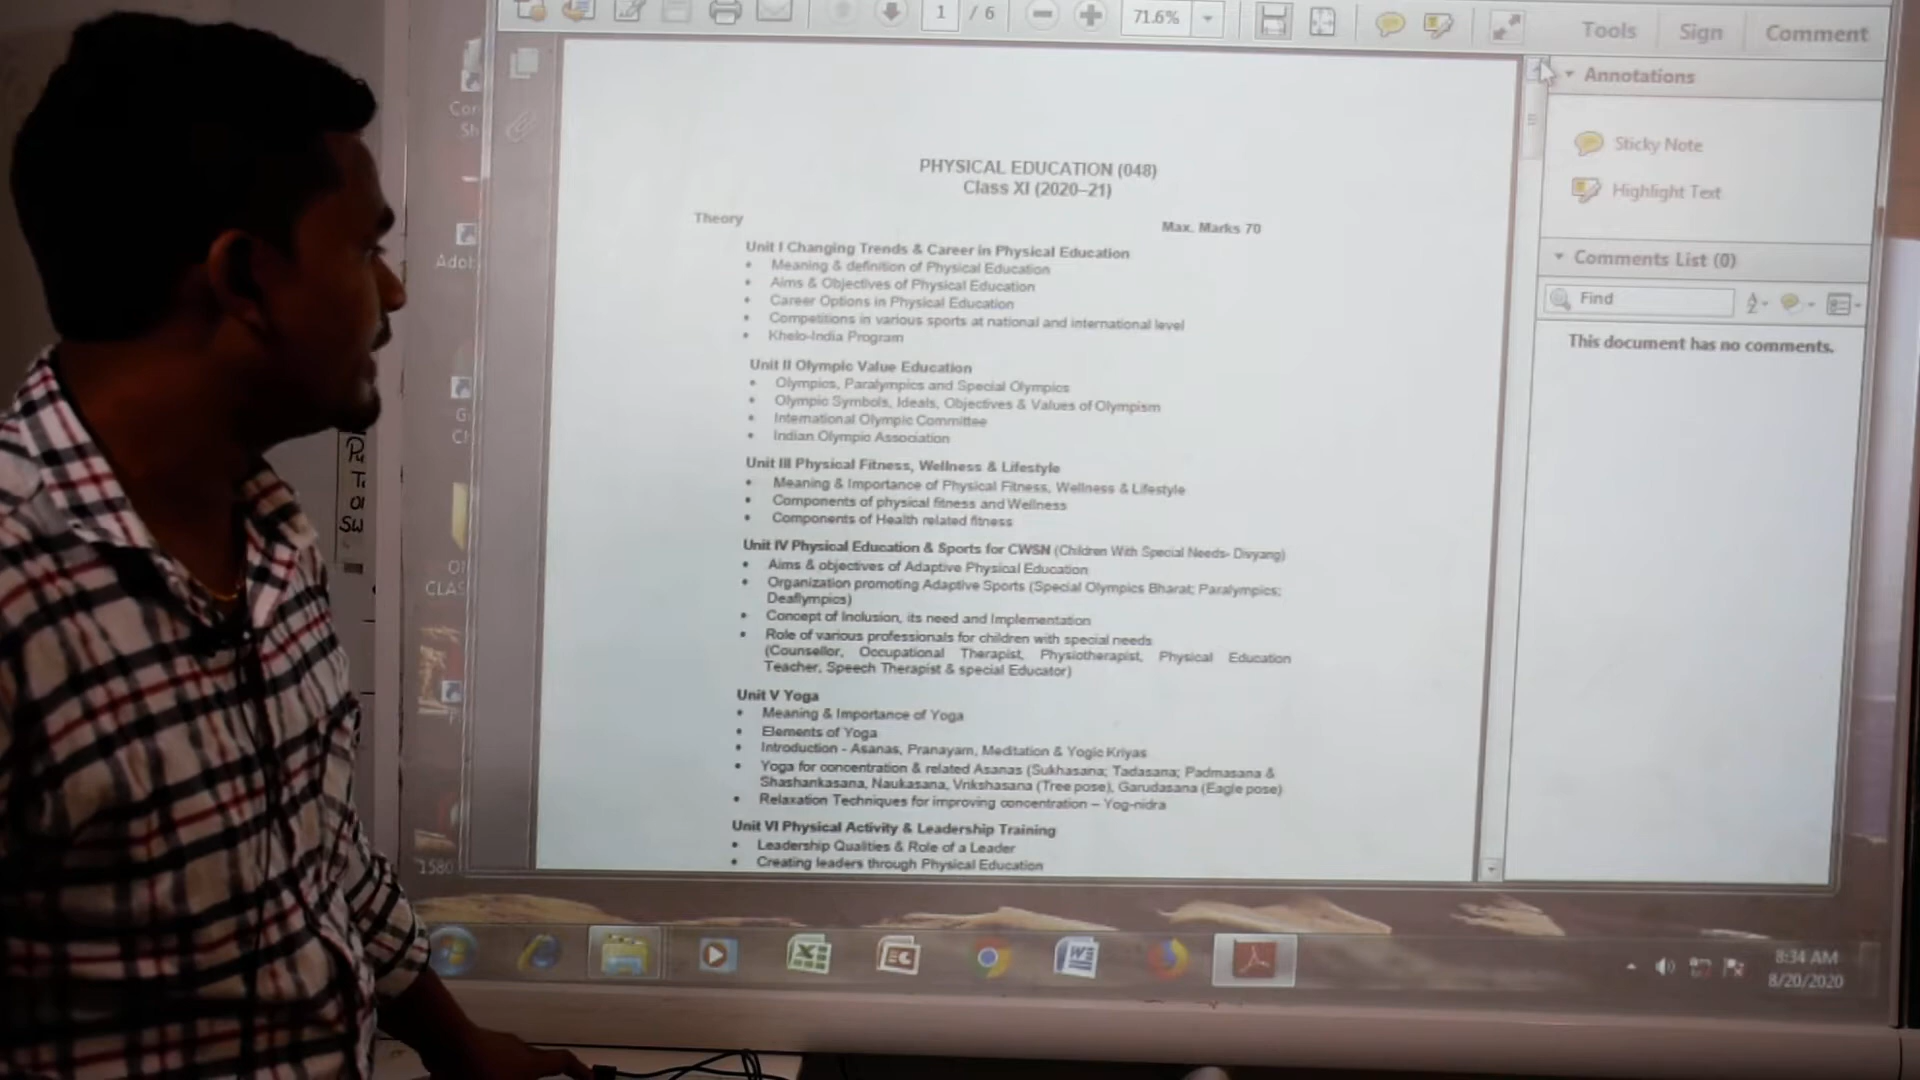 1 / 6
71.6%
Tools
Sign
Comment
Annotations
Sticky Note
Highlight Text
Comments List (0)
Find
This document has no comments.
PHYSICAL EDUCATION (048)
Class XI (2020–21)
Theory
Max. Marks 70
Unit I Changing Trends & Career in Physical Education
• Meaning & definition of Physical Education
• Aims & Objectives of Physical Education
• Career Options in Physical Education
• Competitions in various sports at national and international level
• Khelo-India Program
Unit II Olympic Value Education
• Olympics, Paralympics and Special Olympics
• Olympic Symbols, Ideals, Objectives & Values of Olympism
• International Olympic Committee
• Indian Olympic Association
Unit III Physical Fitness, Wellness & Lifestyle
• Meaning & Importance of Physical Fitness, Wellness & Lifestyle
• Components of physical fitness and Wellness
• Components of Health related fitness
Unit IV Physical Education & Sports for CWSN (Children With Special Needs- Divyang)
• Aims & objectives of Adaptive Physical Education
• Organization promoting Adaptive Sports (Special Olympics Bharat; Paralympics;
Deaflympics)
• Concept of Inclusion, its need and Implementation
• Role of various professionals for children with special needs
(Counsellor, Occupational Therapist, Physiotherapist, Physical Education
Teacher, Speech Therapist & special Educator)
Unit V Yoga
• Meaning & Importance of Yoga
• Elements of Yoga
• Introduction - Asanas, Pranayam, Meditation & Yogic Kriyas
• Yoga for concentration & related Asanas (Sukhasana; Tadasana; Padmasana &
Shashankasana, Naukasana, Vrikshasana (Tree pose), Garudasana (Eagle pose)
• Relaxation Techniques for improving concentration – Yog-nidra
Unit VI Physical Activity & Leadership Training
• Leadership Qualities & Role of a Leader
• Creating leaders through Physical Education
8:34 AM
8/20/2020